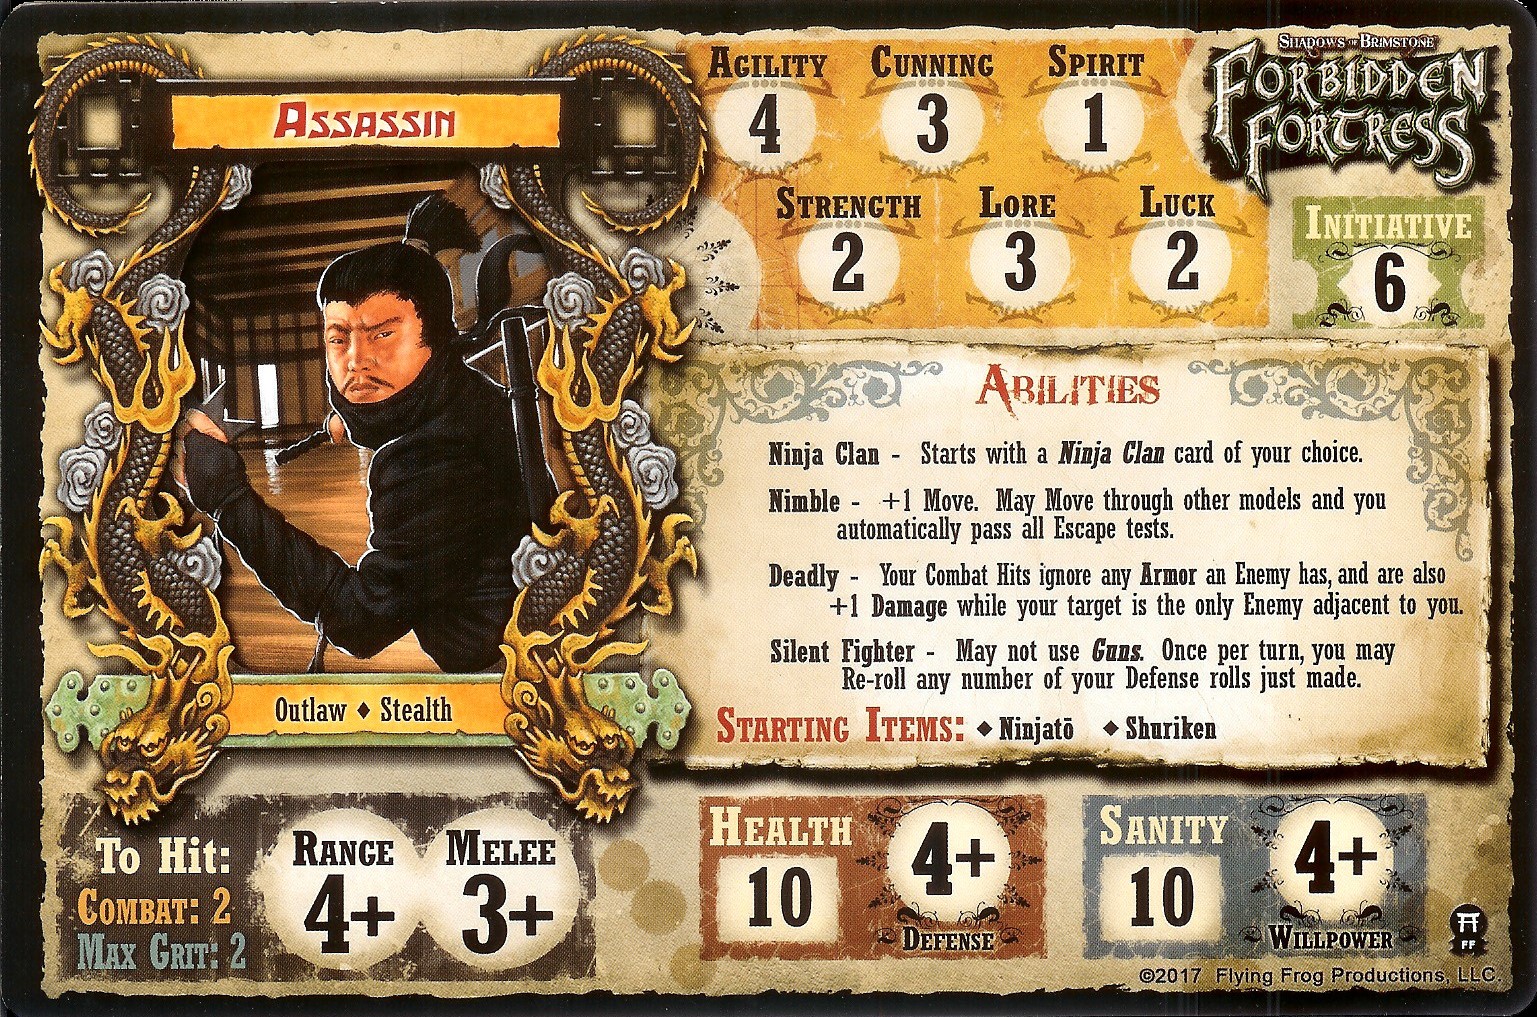 Assassin
Outlaw ♦ Stealth
Agility
4
Cunning
3
Spirit
1
Strength
2
Lore
3
Luck
2
Shadows of Brimstone
Forbidden
Fortress
Initiative
6
Abilities
Ninja Clan - Starts with a Ninja Clan card of your choice.
Nimble - +1 Move. May Move through other models and you
automatically pass all Escape tests.
Deadly - Your Combat Hits ignore any Armor an Enemy has, and are also
+1 Damage while your target is the only Enemy adjacent to you.
Silent Fighter - May not use Guns. Once per turn, you may
Re-roll any number of your Defense rolls just made.
Starting Items: ♦ Ninjatō ♦ Shuriken
To Hit:
Combat: 2
Max Grit: 2
Range
4+
Melee
3+
Health
10
4+
Defense
Sanity
10
4+
Willpower
FF
©2017 Flying Frog Productions, LLC.